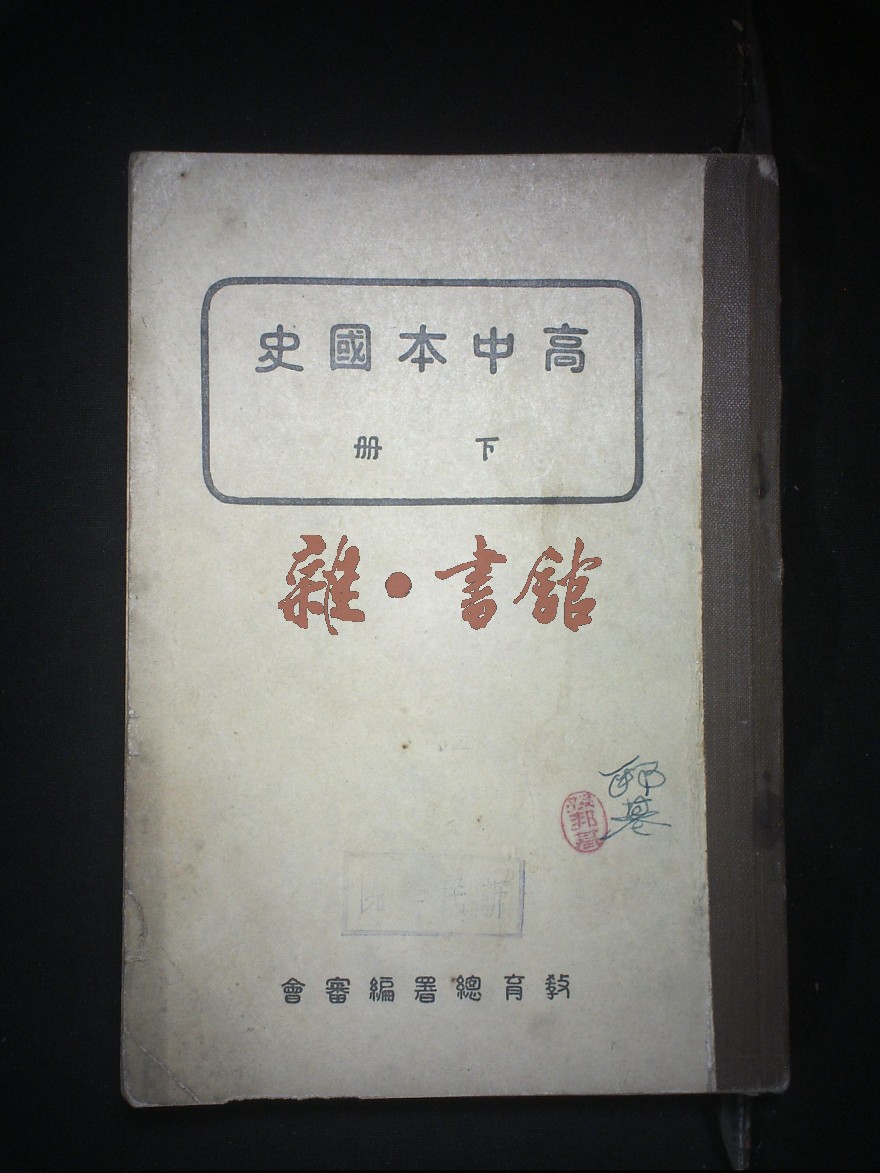 高中本國史
下冊
雜·書館
教育總署編審會